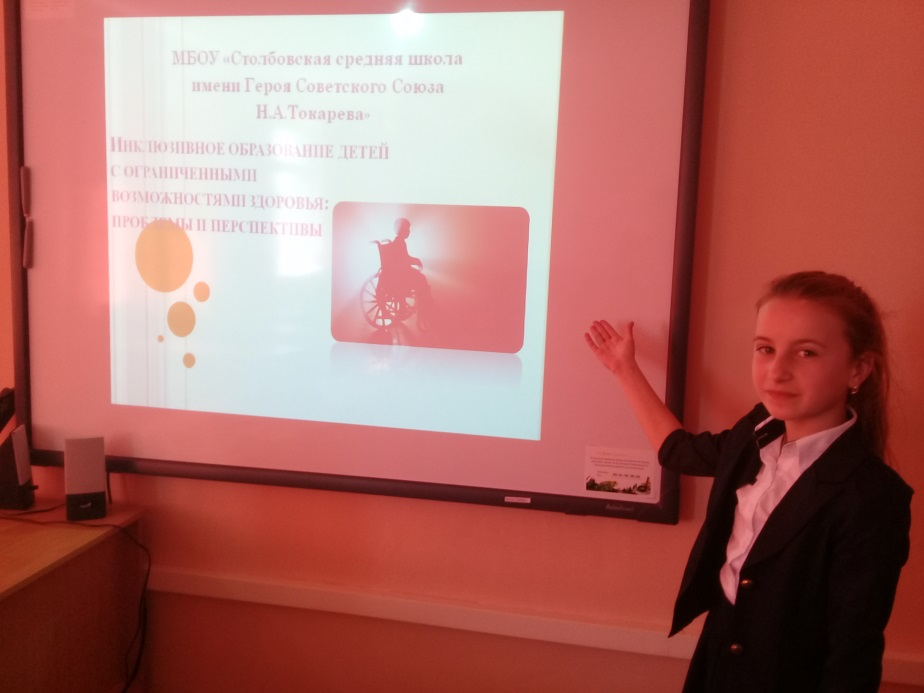 МБОУ «Столбовская средняя школа
имени Героя Советского Союза
Н.А.Токарева»
ИНКЛЮЗИВНОЕ ОБРАЗОВАНИЕ ДЕТЕЙ
С ОГРАНИЧЕННЫМИ
ВОЗМОЖНОСТЯМИ ЗДОРОВЬЯ:
ПРОБЛЕМЫ И ПЕРСПЕКТИВЫ